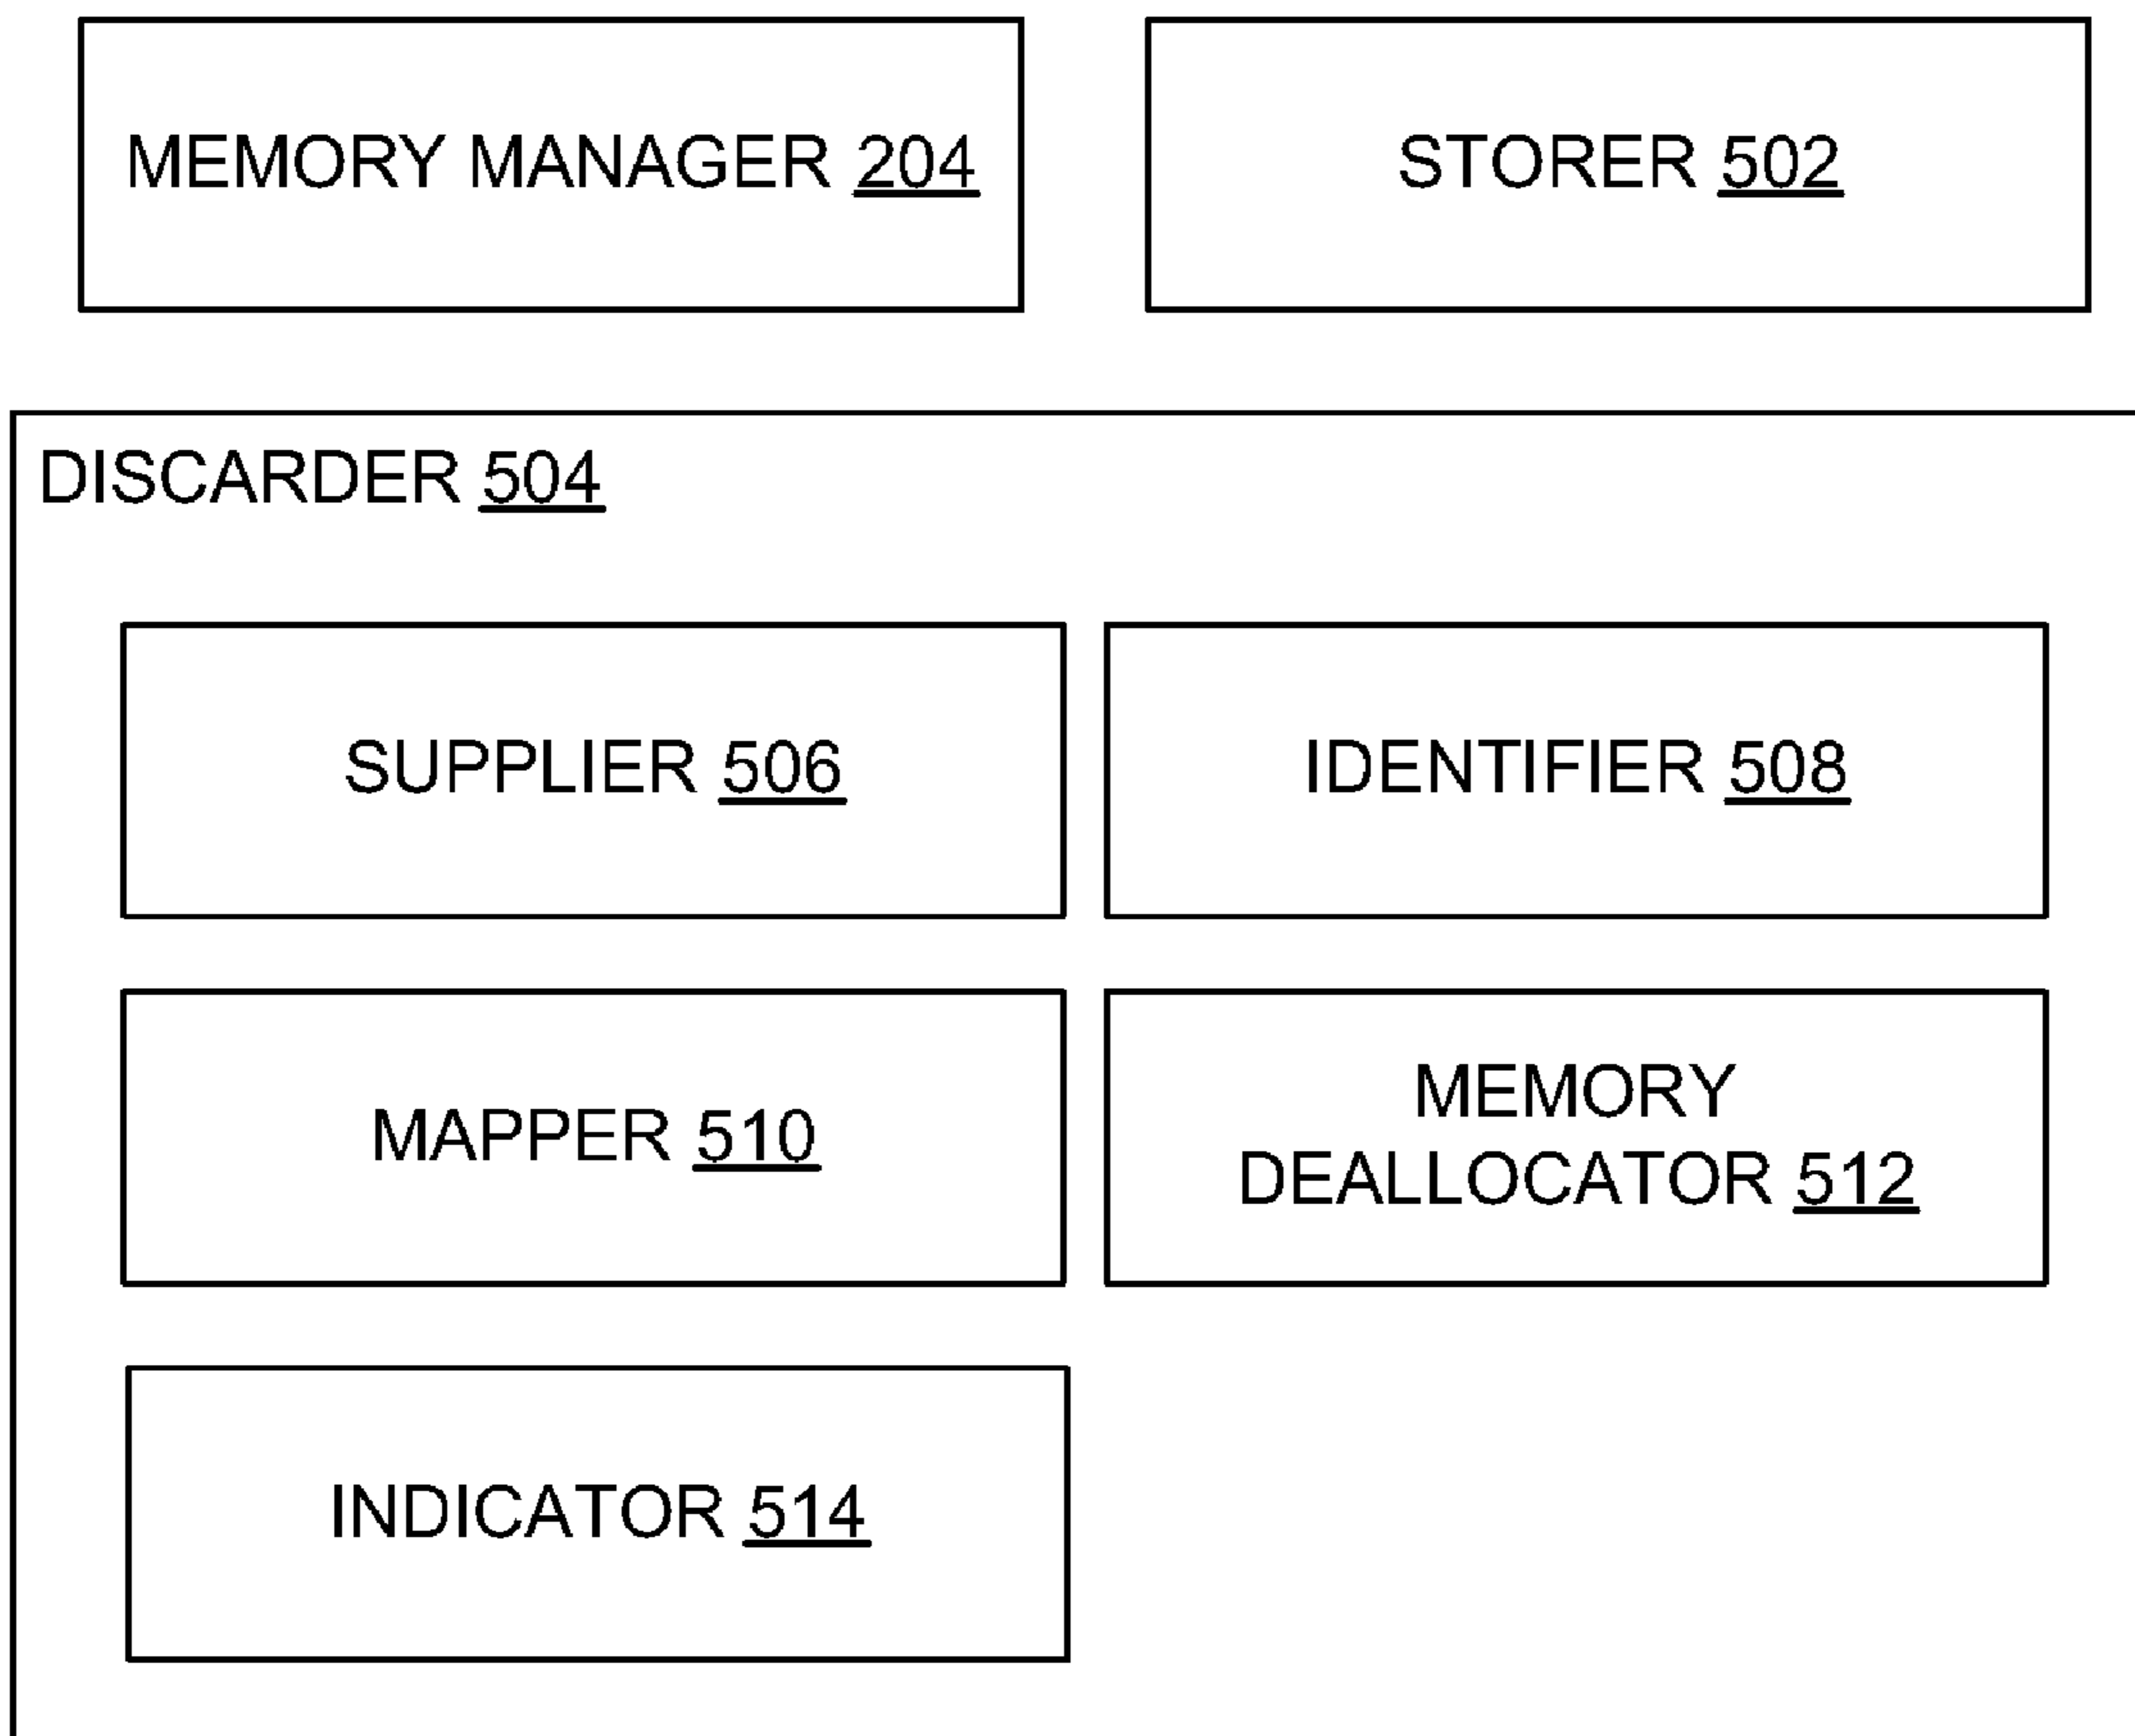 MEMORY MANAGER 204
STORER 502
DISCARDER 504
SUPPLIER 506
IDENTIFIER 508
MAPPER 510
MEMORY
DEALLOCATOR 512
INDICATOR 514